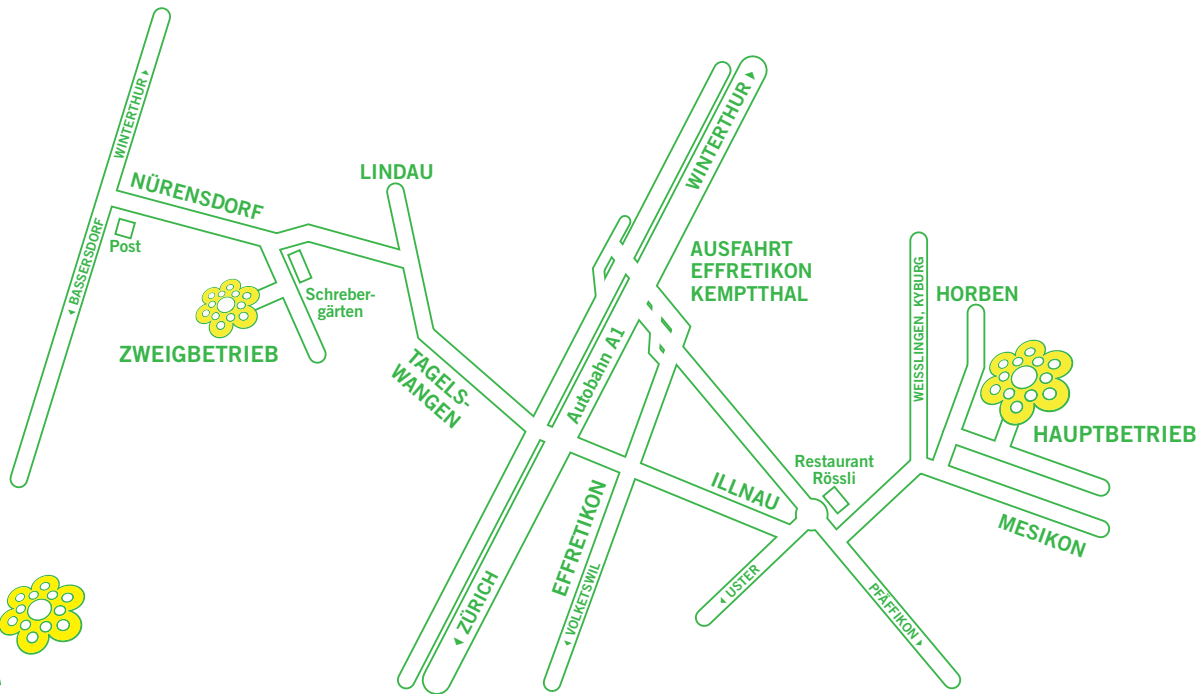 WINTERTHUR
BASSERSDORF
NÜRENSDORF
Post
LINDAU
Schreber-
gärten
ZWEIGBETRIEB
TAGELS-
WANGEN
WINTERTHUR
Autobahn A1
ZÜRICH
AUSFAHRT
EFFRETIKON
KEMPTTHAL
EFFRETIKON
VOLKETSWIL
ILLNAU
Restaurant
Rössli
USTER
PFÄFFIKON
WEISSLINGEN, KYBURG
HORBEN
HAUPTBETRIEB
MESIKON